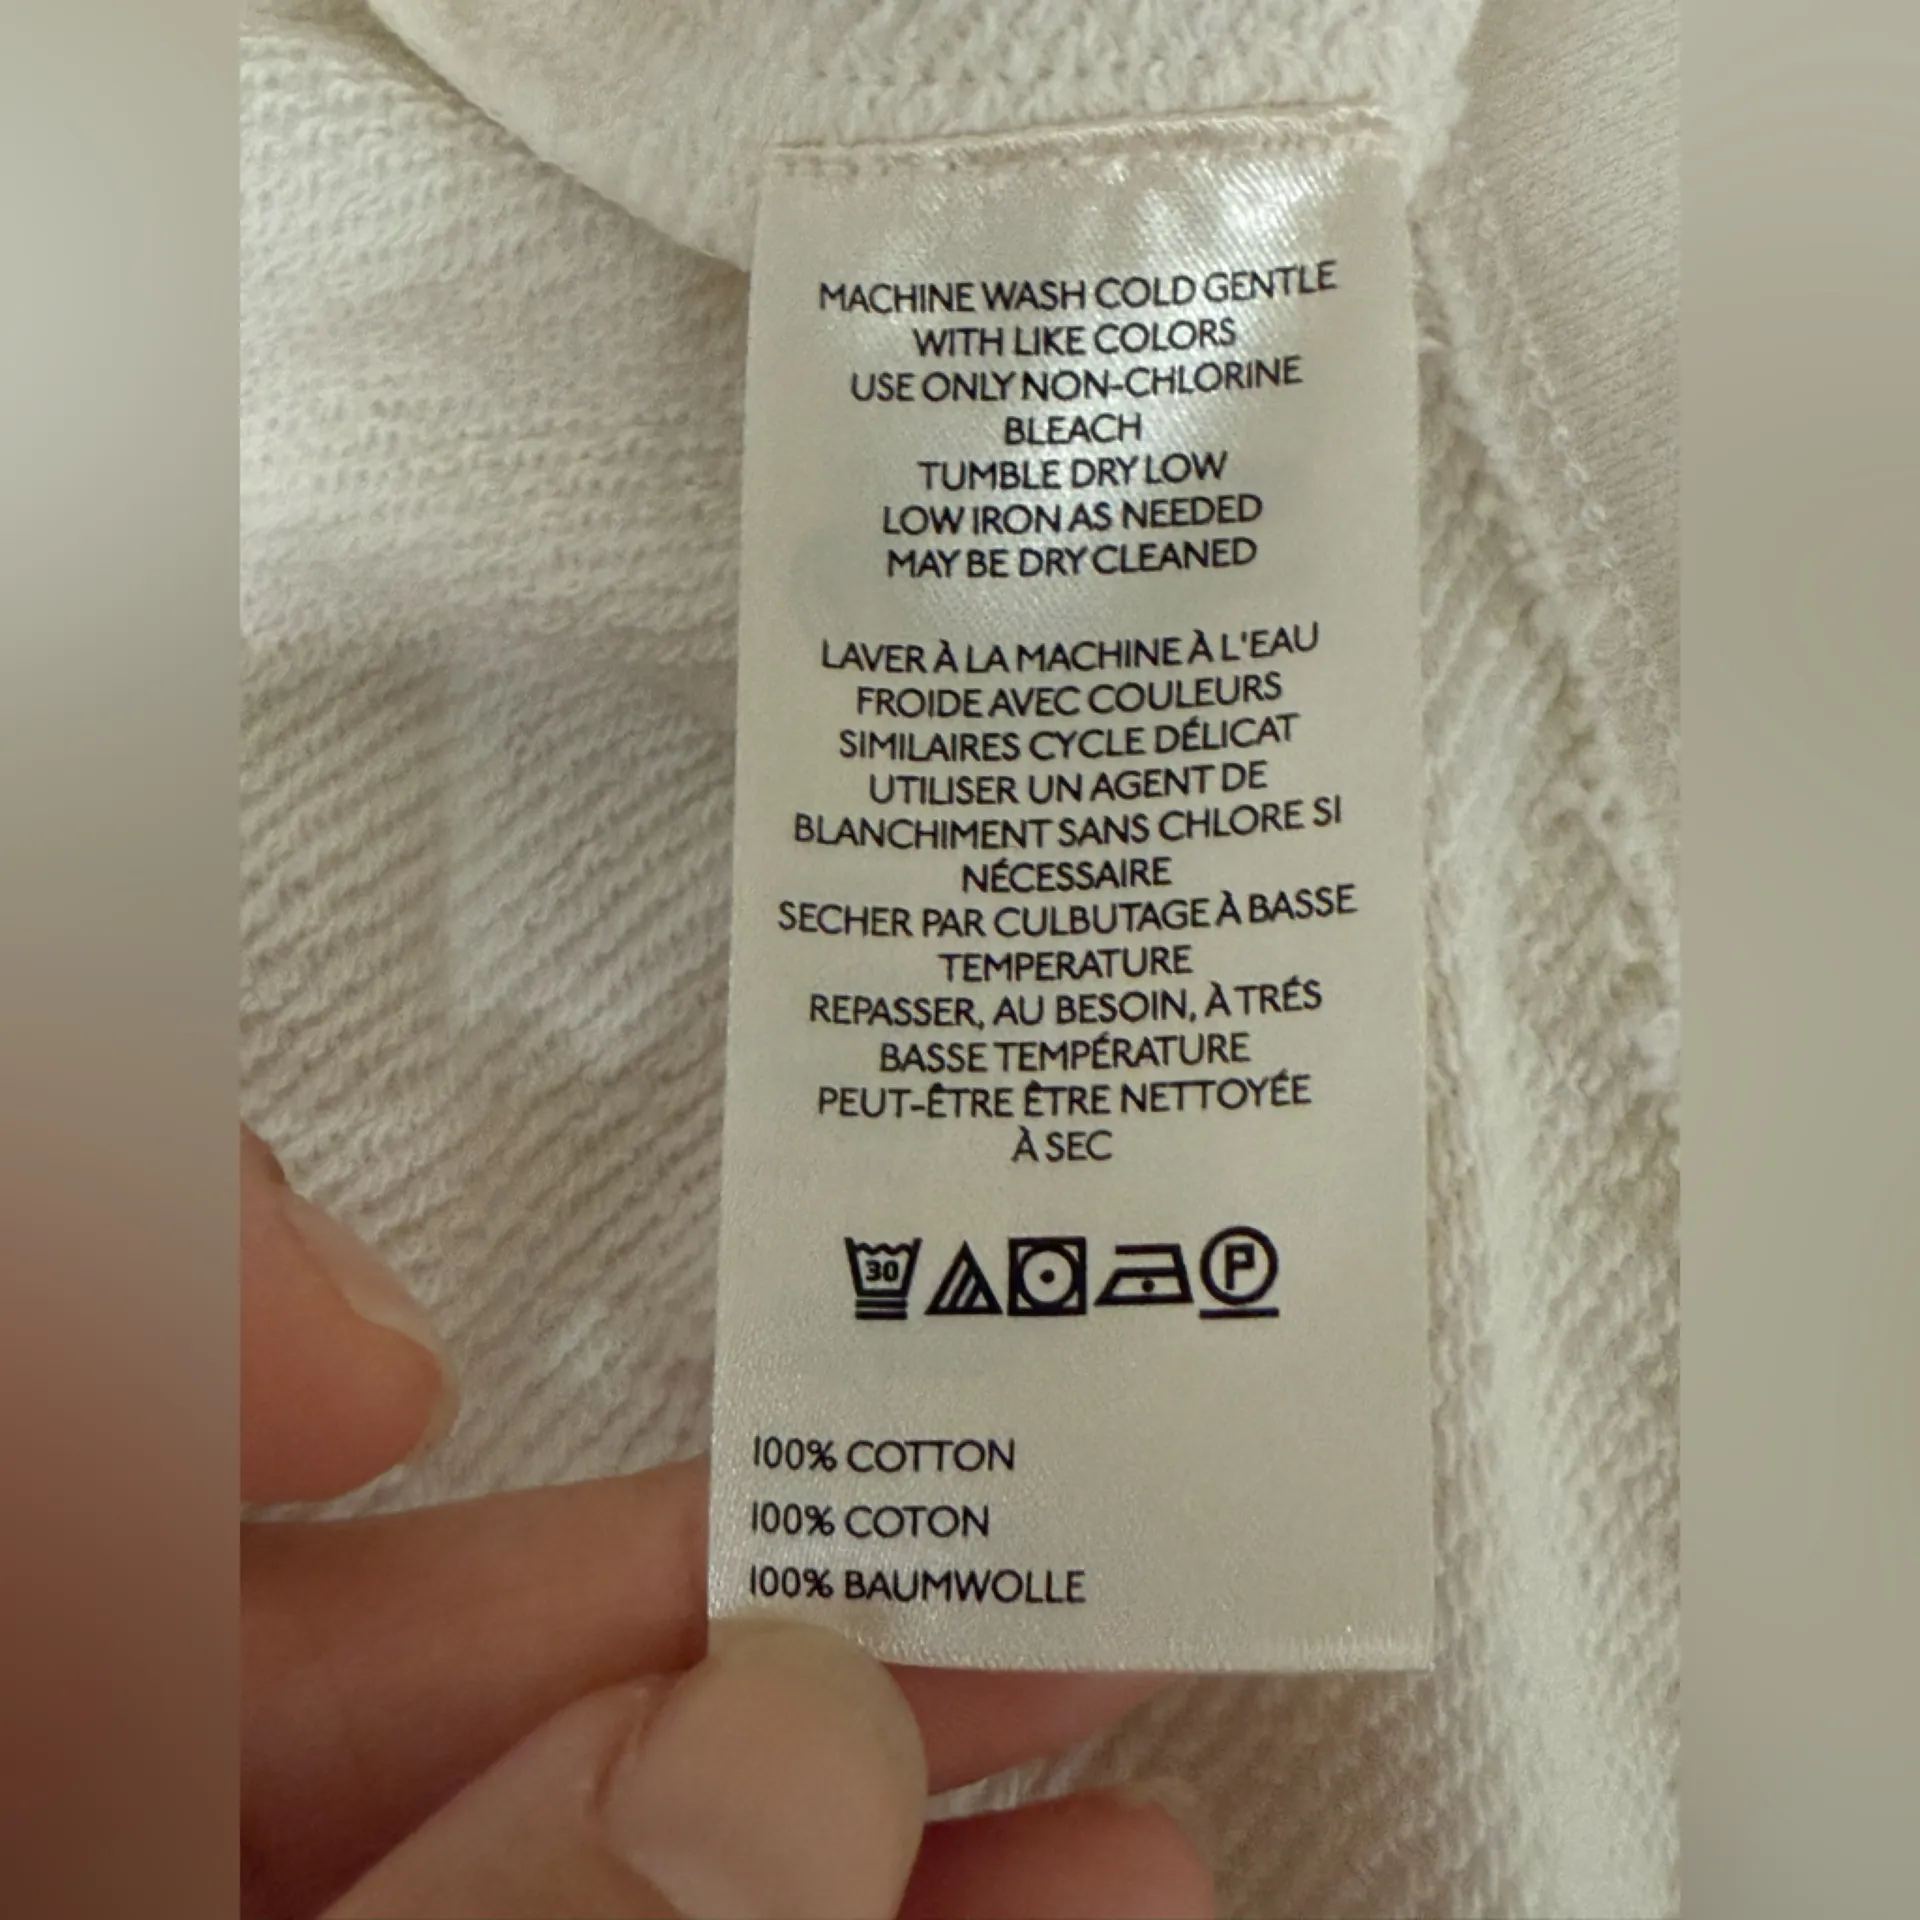 MACHINE WASH COLD GENTLE
WITH LIKE COLORS
USE ONLY NON-CHLORINE
BLEACH
TUMBLE DRY LOW
LOW IRON AS NEEDED
MAY BE DRY CLEANED
LAVER À LA MACHINE À L'EAU
FROIDE AVEC COULEURS
SIMILAIRES CYCLE DÉLICAT
UTILISER UN AGENT DE
BLANCHIMENT SANS CHLORE SI
NÉCESSAIRE
SECHER PAR CULBUTAGE À BASSE
TEMPERATURE
REPASSER, AU BESOIN, À TRÉS
BASSE TEMPÉRATURE
PEUT-ÊTRE ÊTRE NETTOYÉE
À SEC
30 P
100% COTTON
100% COTON
100% BAUMWOLLE